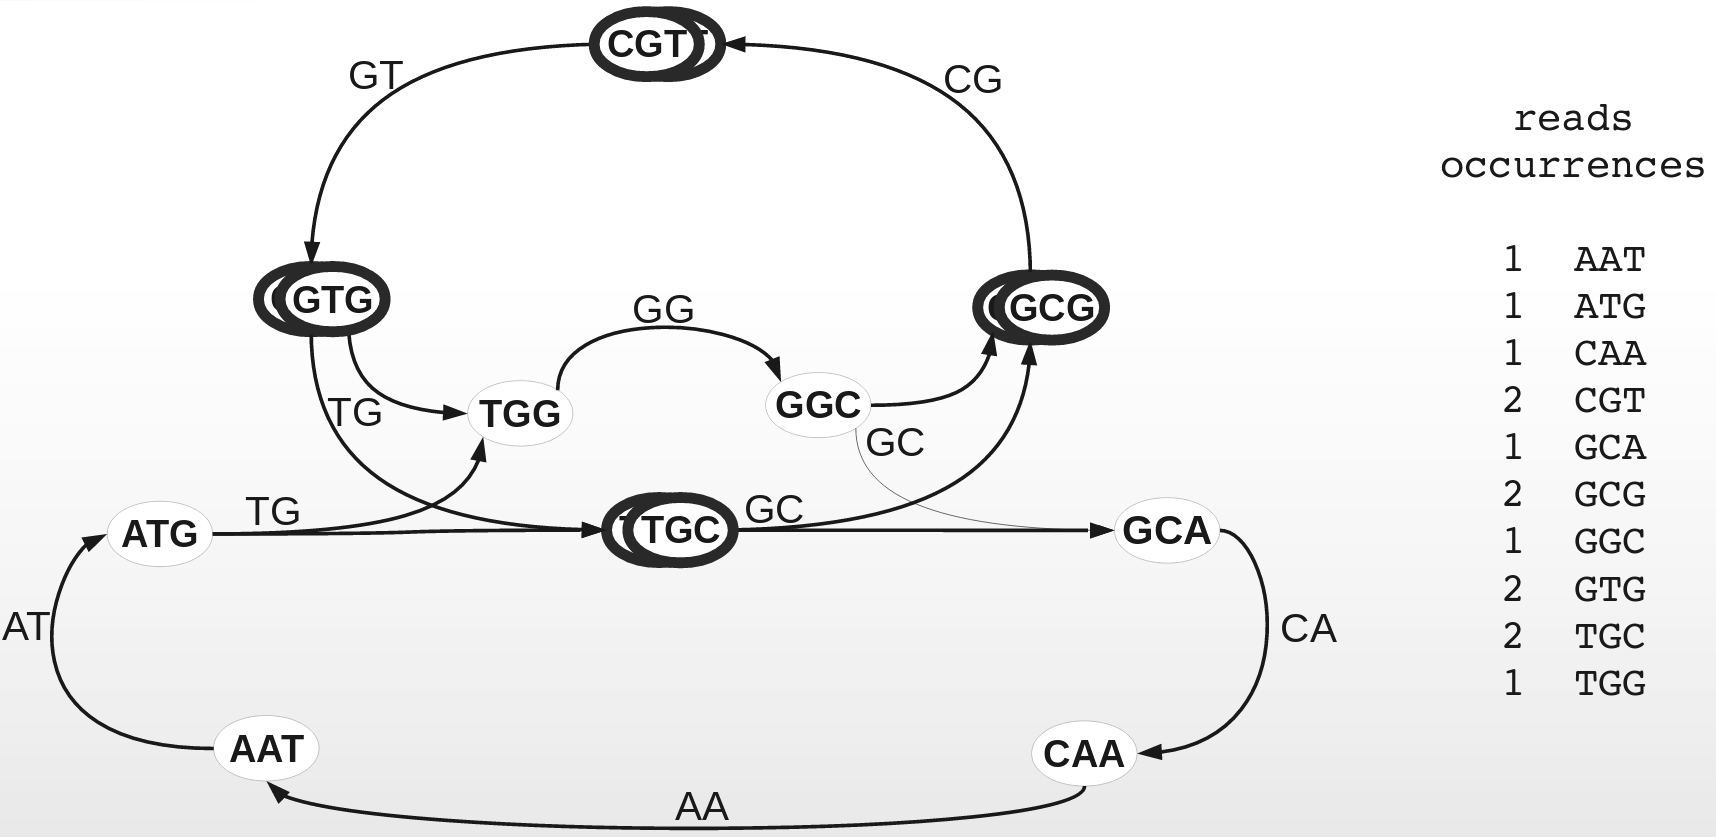 CGT
GT
CG
reads
occurrences
GTG
GCG
GG
TG
TGG
GGC
GC
TG
ATG
TGC
GC
GCA
AT
CA
AAT
CAA
AA
1 AAT
1 ATG
1 CAA
2 CGT
1 GCA
2 GCG
1 GGC
2 GTG
2 TGC
1 TGG